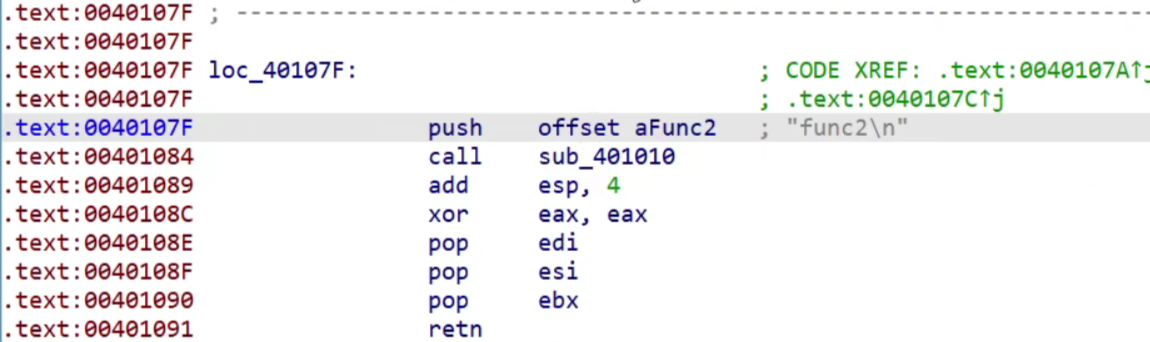 .text:0040107F ; ---------------------------------------------------------------------------
.text:0040107F
.text:0040107F loc_40107F: ; CODE XREF: .text:0040107A↑j
.text:0040107F ; .text:0040107C↑j
.text:0040107F push offset aFunc2 ; "func2\n"
.text:00401084 call sub_401010
.text:00401089 add esp, 4
.text:0040108C xor eax, eax
.text:0040108E pop edi
.text:0040108F pop esi
.text:00401090 pop ebx
.text:00401091 retn